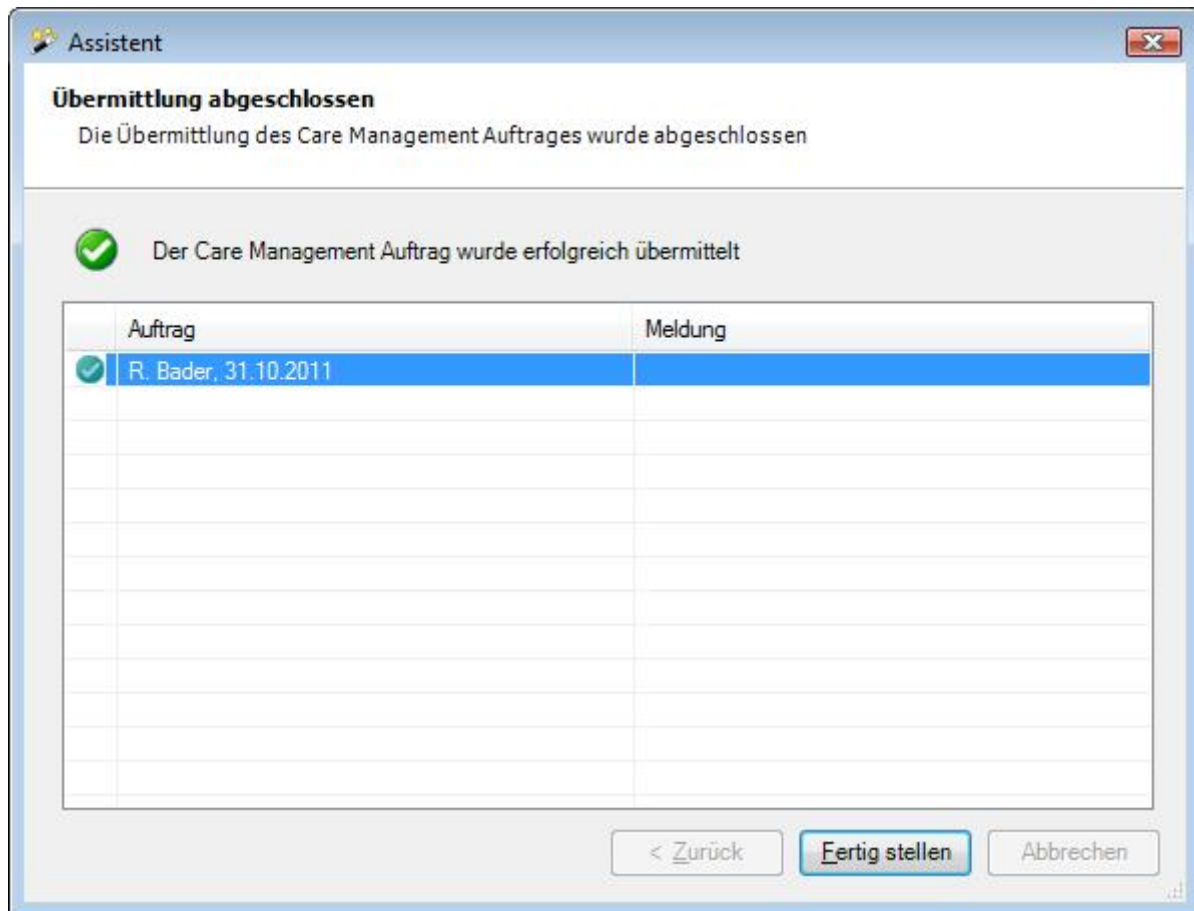 Assistent
Übermittlung abgeschlossen
Die Übermittlung des Care Management Auftrages wurde abgeschlossen
Der Care Management Auftrag wurde erfolgreich übermittelt
Auftrag Meldung
R. Bader, 31.10.2011
< Zurück Fertig stellen Abbrechen